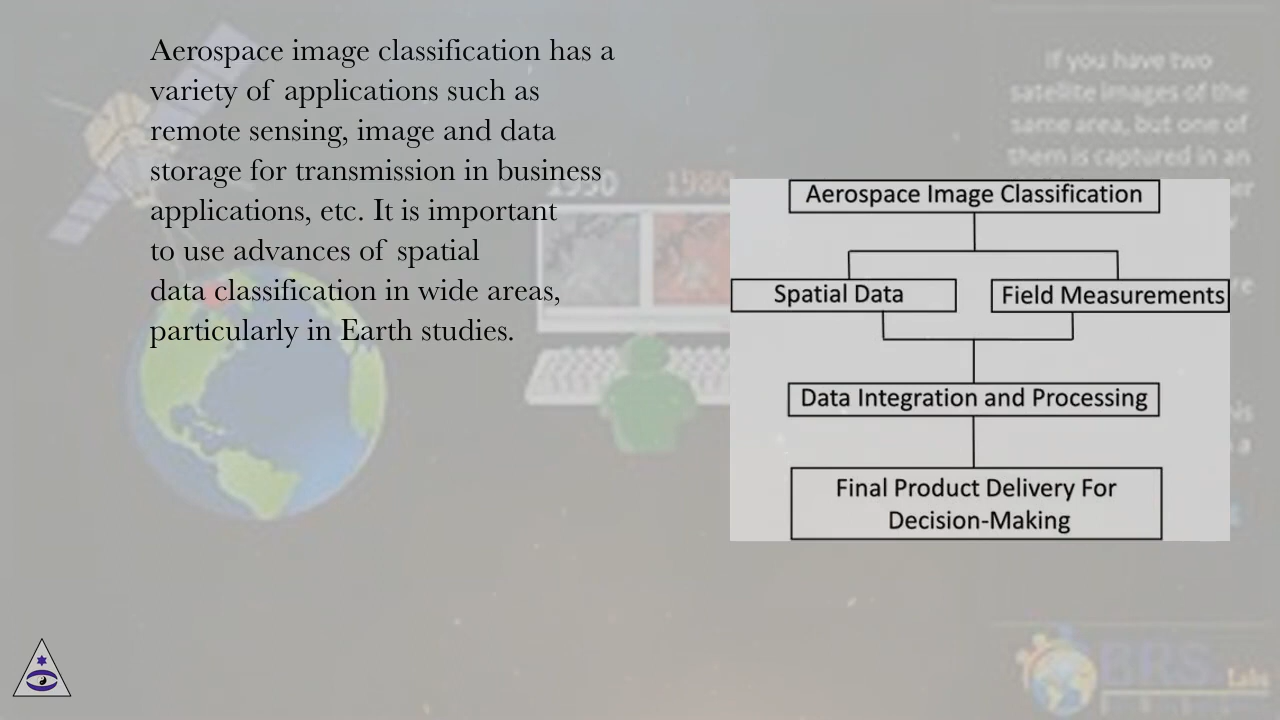 Aerospace image classification has a
variety of applications such as
remote sensing, image and data
storage for transmission in business
applications, etc. It is important
to use advances of spatial
data classification in wide areas,
particularly in Earth studies.
1980
If you have two
satellite images of the
same area, but one of
them is captured in an
Aerospace Image Classification
Spatial Data
Field Measurements
Data Integration and Processing
Final Product Delivery For
Decision-Making
BRS
Labs